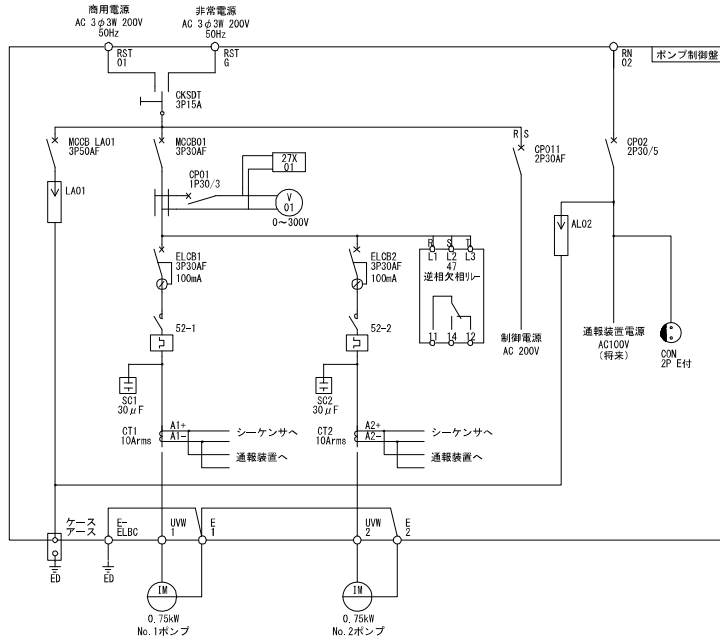 商用電源
AC 3φ3W 200V
50Hz
非常電源
AC 3φ3W 200V
50Hz
RST
01
RST
G
RN
02
ポンプ制御盤
CKSDT
3P15A
MCCB LA01
3P50AF
MCCB01
3P30AF
R S
CP011
2P30AF
CP02
2P30/5
LA01
CP01
1P30/3
27X
01
V
01
0～300V
AL02
ELCB1
3P30AF
100mA
ELCB2
3P30AF
100mA
R S T
L1 L2 L3
47
逆相欠相リレー
11 14 12
52-1
52-2
制御電源
AC 200V
通報装置電源
AC100V
(将来)
CON
2P E付
SC1
30μF
SC2
30μF
CT1
10Arms
A1+
A1-
シーケンサへ
通報装置へ
CT2
10Arms
A2+
A2-
シーケンサへ
通報装置へ
ケース
アース
E-
ELBC
UVW
1
E
1
UVW
2
E
2
ED
ED
IM
0.75kW
No.1ポンプ
IM
0.75kW
No.2ポンプ